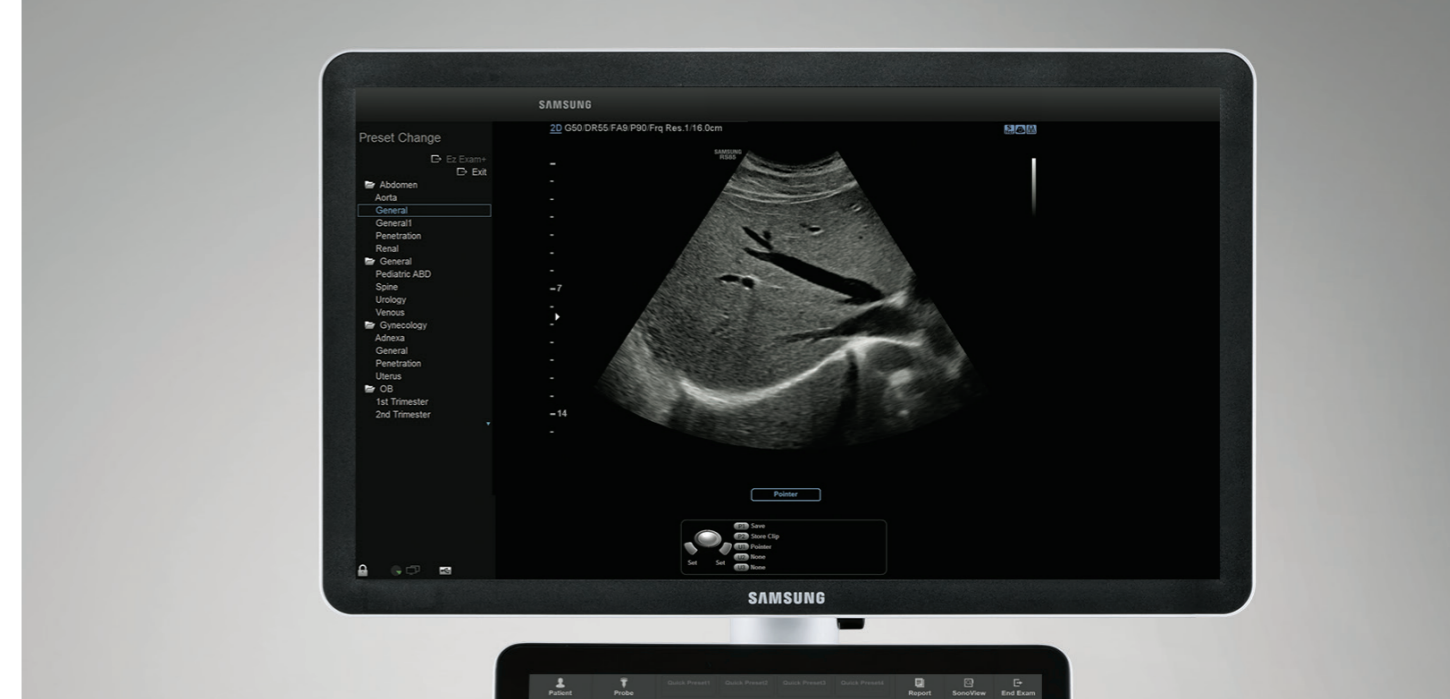 SAMSUNG
Preset Change
Ez Exam+
Exit
Abdomen
Aorta
General
General1
Penetration
Renal
General
Pediatric ABD
Spine
Urology
Venous
Gynecology
Adnexa
General
Penetration
Uterus
OB
1st Trimester
2nd Trimester
2D G50/DR55/FA9/P90/Frq Res.1/16.0cm
SAMSUNG
RS80
7
14
Pointer
Save
Store Clip
Pointer
None
None
Set Set
SAMSUNG
Patient Probe Quick Preset1 Quick Preset2 Quick Preset3 Quick Preset4 Report SonoView End Exam